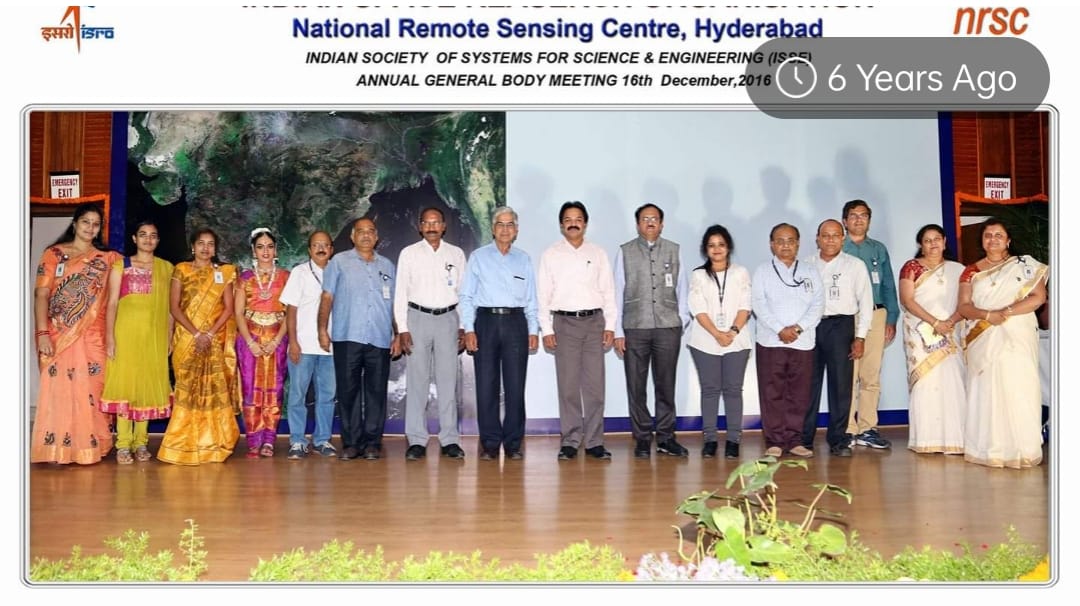 इसरो isro
nrsc
National Remote Sensing Centre, Hyderabad
INDIAN SOCIETY OF SYSTEMS FOR SCIENCE & ENGINEERING (ISSE)
ANNUAL GENERAL BODY MEETING 16th December,2016
6 Years Ago
EMERGENCY
EXIT
EMERGENCY
EXIT